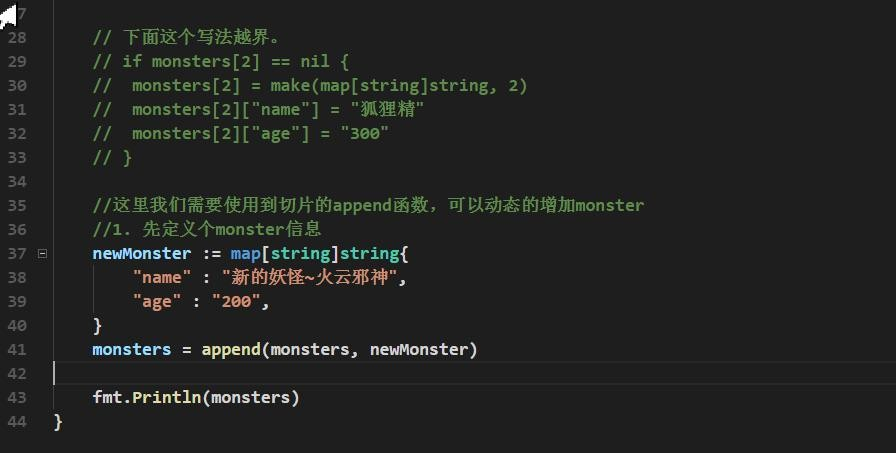 27
28 // 下面这个写法越界。
29 // if monsters[2] == nil {
30 //  monsters[2] = make(map[string]string, 2)
31 //  monsters[2]["name"] = "狐狸精"
32 //  monsters[2]["age"] = "300"
33 // }
34
35 //这里我们需要使用到切片的append函数，可以动态的增加monster
36 //1. 先定义个monster信息
37 newMonster := map[string]string{
38 "name" : "新的妖怪~火云邪神",
39 "age" : "200",
40 }
41 monsters = append(monsters, newMonster)
42
43 fmt.Println(monsters)
44 }